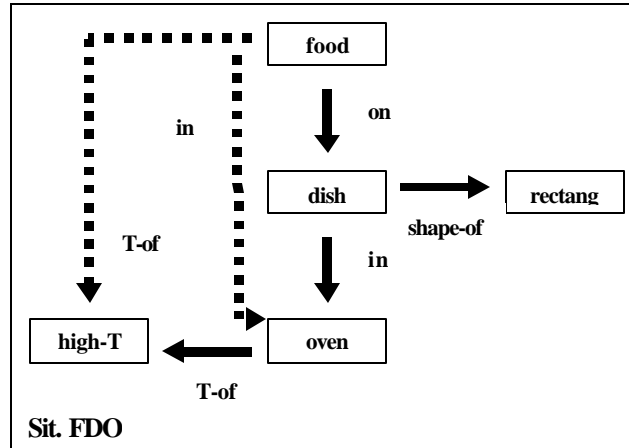 food
on
in
dish
rectang
shape-of
T-of
in
high-T
oven
T-of
Sit. FDO